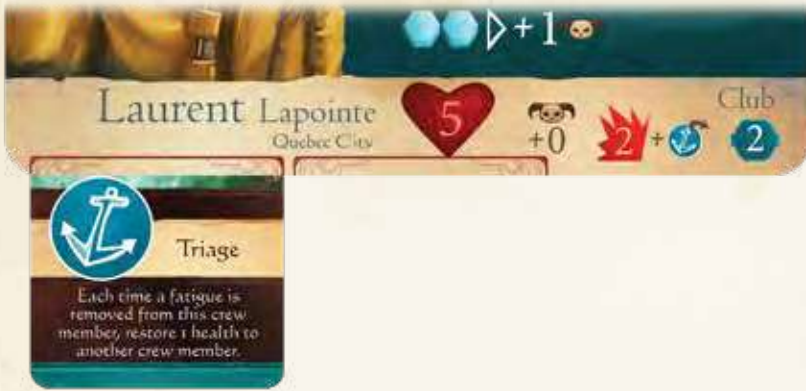 +1
Laurent Lapointe
Quebec City
5
+0
2 +
Club
2
Triage
Each time a fatigue is
removed from this crew
member, restore 1 health to
another crew member.